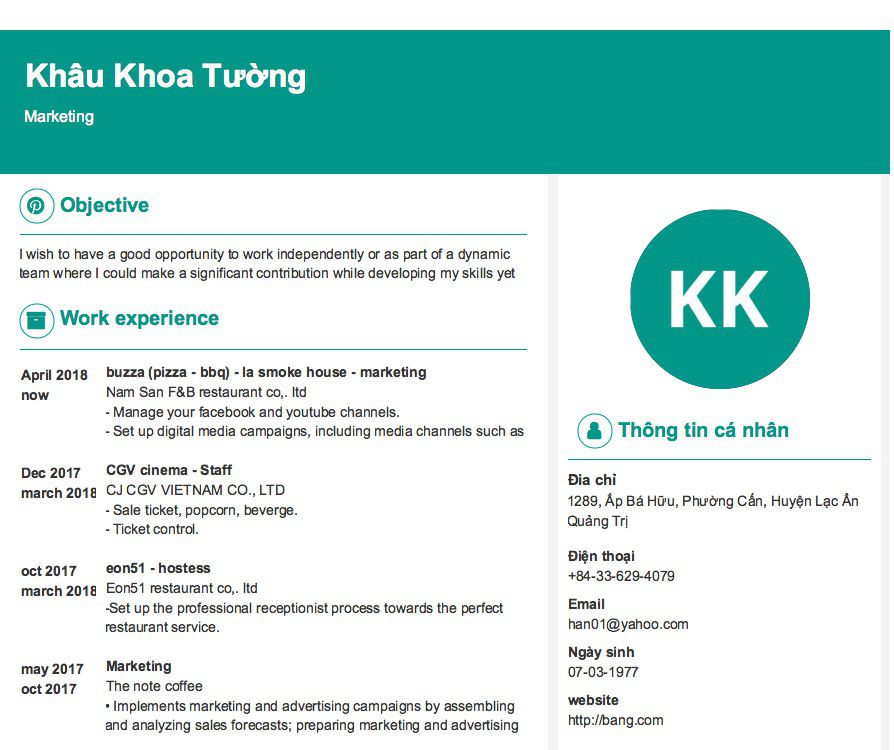 Khâu Khoa Tường
Marketing
Objective
I wish to have a good opportunity to work independently or as part of a dynamic
team where I could make a significant contribution while developing my skills yet
Work experience
April 2018
now
buzza (pizza - bbq) - la smoke house - marketing
Nam San F&B restaurant co,. ltd
- Manage your facebook and youtube channels.
- Set up digital media campaigns, including media channels such as
Dec 2017
march 2018
CGV cinema - Staff
CJ CGV VIETNAM CO., LTD
- Sale ticket, popcorn, beverge.
- Ticket control.
oct 2017
march 2018
eon51 - hostess
Eon51 restaurant co,. ltd
-Set up the professional receptionist process towards the perfect
restaurant service.
may 2017
oct 2017
Marketing
The note coffee
• Implements marketing and advertising campaigns by assembling
and analyzing sales forecasts; preparing marketing and advertising
KK
Thông tin cá nhân
Địa chỉ
1289, Ấp Bá Hữu, Phường Cấn, Huyện Lạc Ân
Quảng Trị
Điện thoại
+84-33-629-4079
Email
han01@yahoo.com
Ngày sinh
07-03-1977
website
http://bang.com